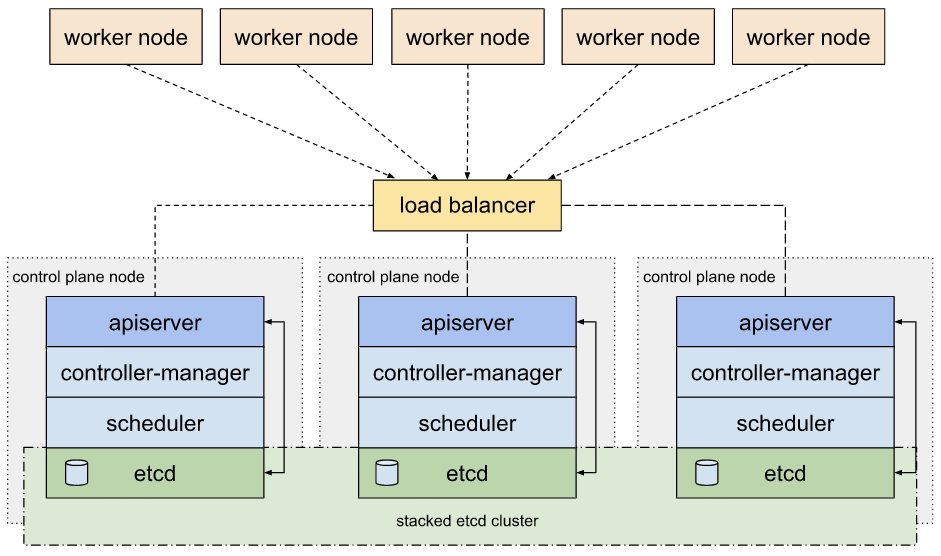 worker node
worker node
worker node
worker node
worker node
load balancer
control plane node
control plane node
control plane node
apiserver
controller-manager
scheduler
etcd
apiserver
controller-manager
scheduler
etcd
apiserver
controller-manager
scheduler
etcd
stacked etcd cluster